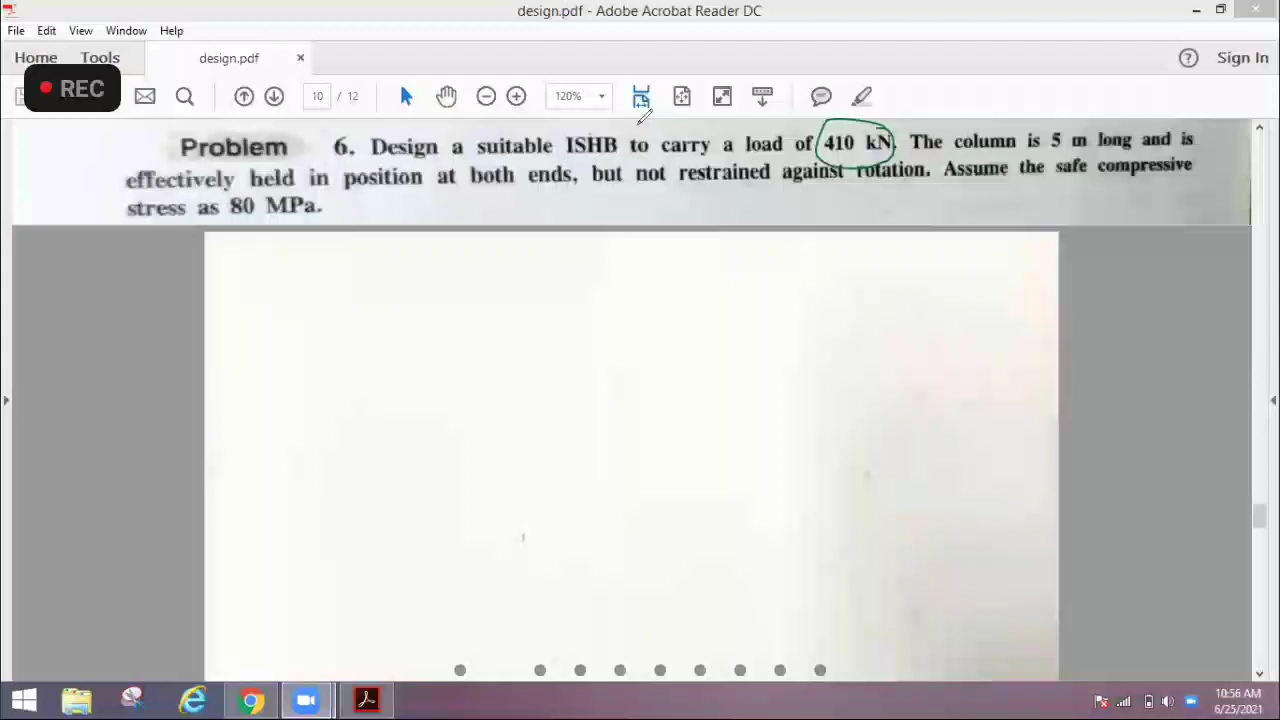 design.pdf - Adobe Acrobat Reader DC
File Edit View Window Help
Home Tools design.pdf × Sign In
REC 10 / 12 120%
Problem 6. Design a suitable ISHB to carry a load of 410 kN. The column is 5 m long and is
effectively held in position at both ends, but not restrained against rotation. Assume the safe compressive
stress as 80 MPa.
10:56 AM
6/25/2021